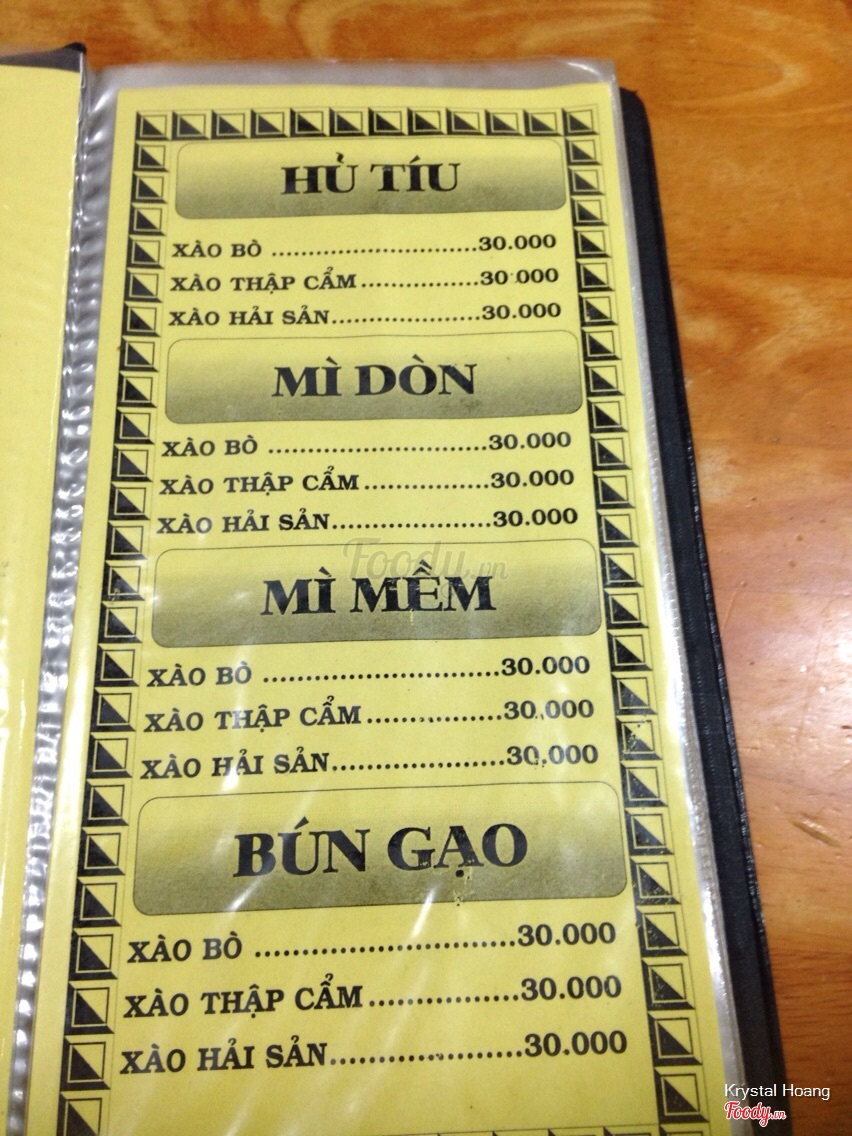 HỦ TÍU
XÀO BÒ ............................30.000
XÀO THẬP CẨM................30.000
XÀO HẢI SẢN....................30.000
MÌ DÒN
XÀO BÒ ............................30.000
XÀO THẬP CẨM................30.000
XÀO HẢI SẢN....................30.000
Foody.vn
MÌ MỀM
XÀO BÒ ............................30.000
XÀO THẬP CẨM................30.000
XÀO HẢI SẢN....................30.000
BÚN GẠO
XÀO BÒ ............................30.000
XÀO THẬP CẨM................30.000
XÀO HẢI SẢN....................30.000
Krystal Hoang
Foody.vn